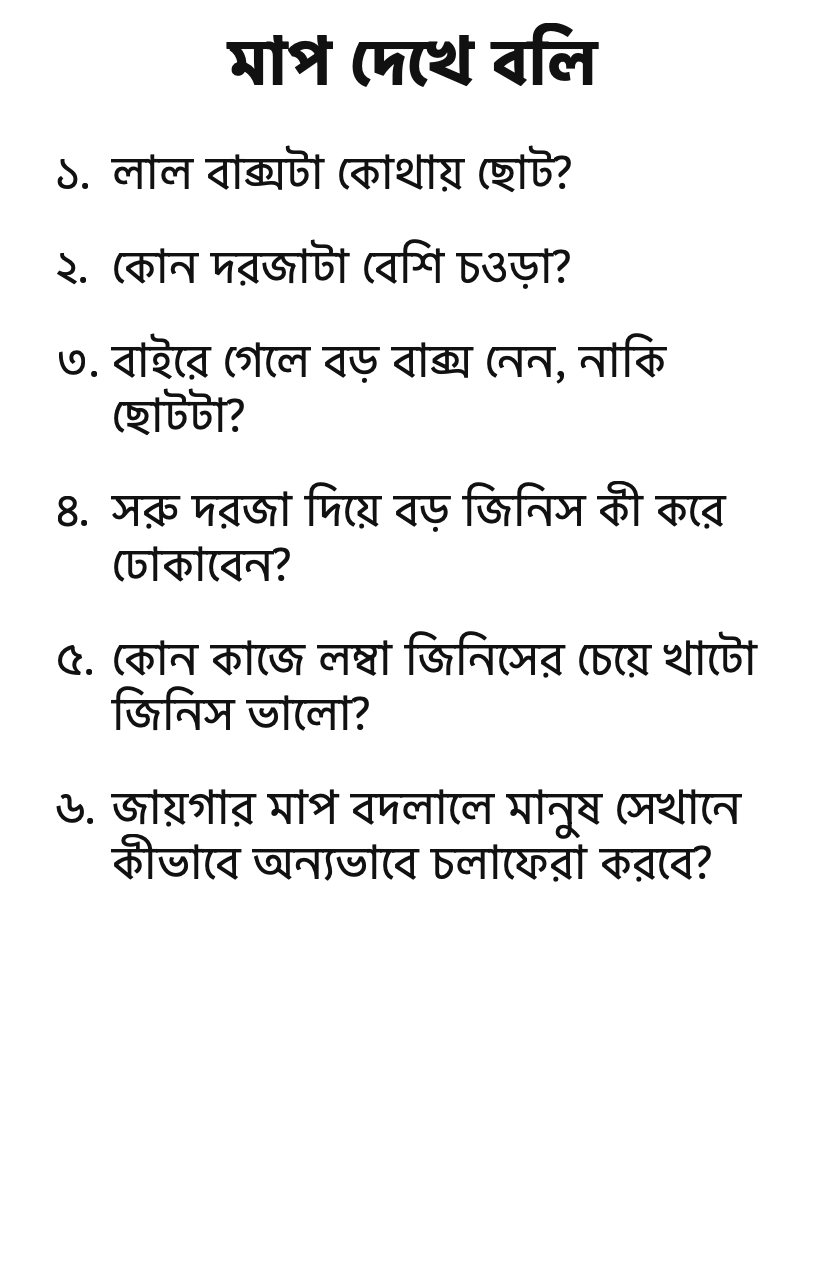 মাপ দেখে বলি
১. লাল বাক্সটা কোথায় ছোট?
২. কোন দরজাটা বেশি চওড়া?
৩. বাইরে গেলে বড় বাক্স নেন, নাকি
ছোটটা?
৪. সরু দরজা দিয়ে বড় জিনিস কী করে
ঢোকাবেন?
৫. কোন কাজে লম্বা জিনিসের চেয়ে খাটো
জিনিস ভালো?
৬. জায়গার মাপ বদলালে মানুষ সেখানে
কীভাবে অন্যভাবে চলাফেরা করবে?